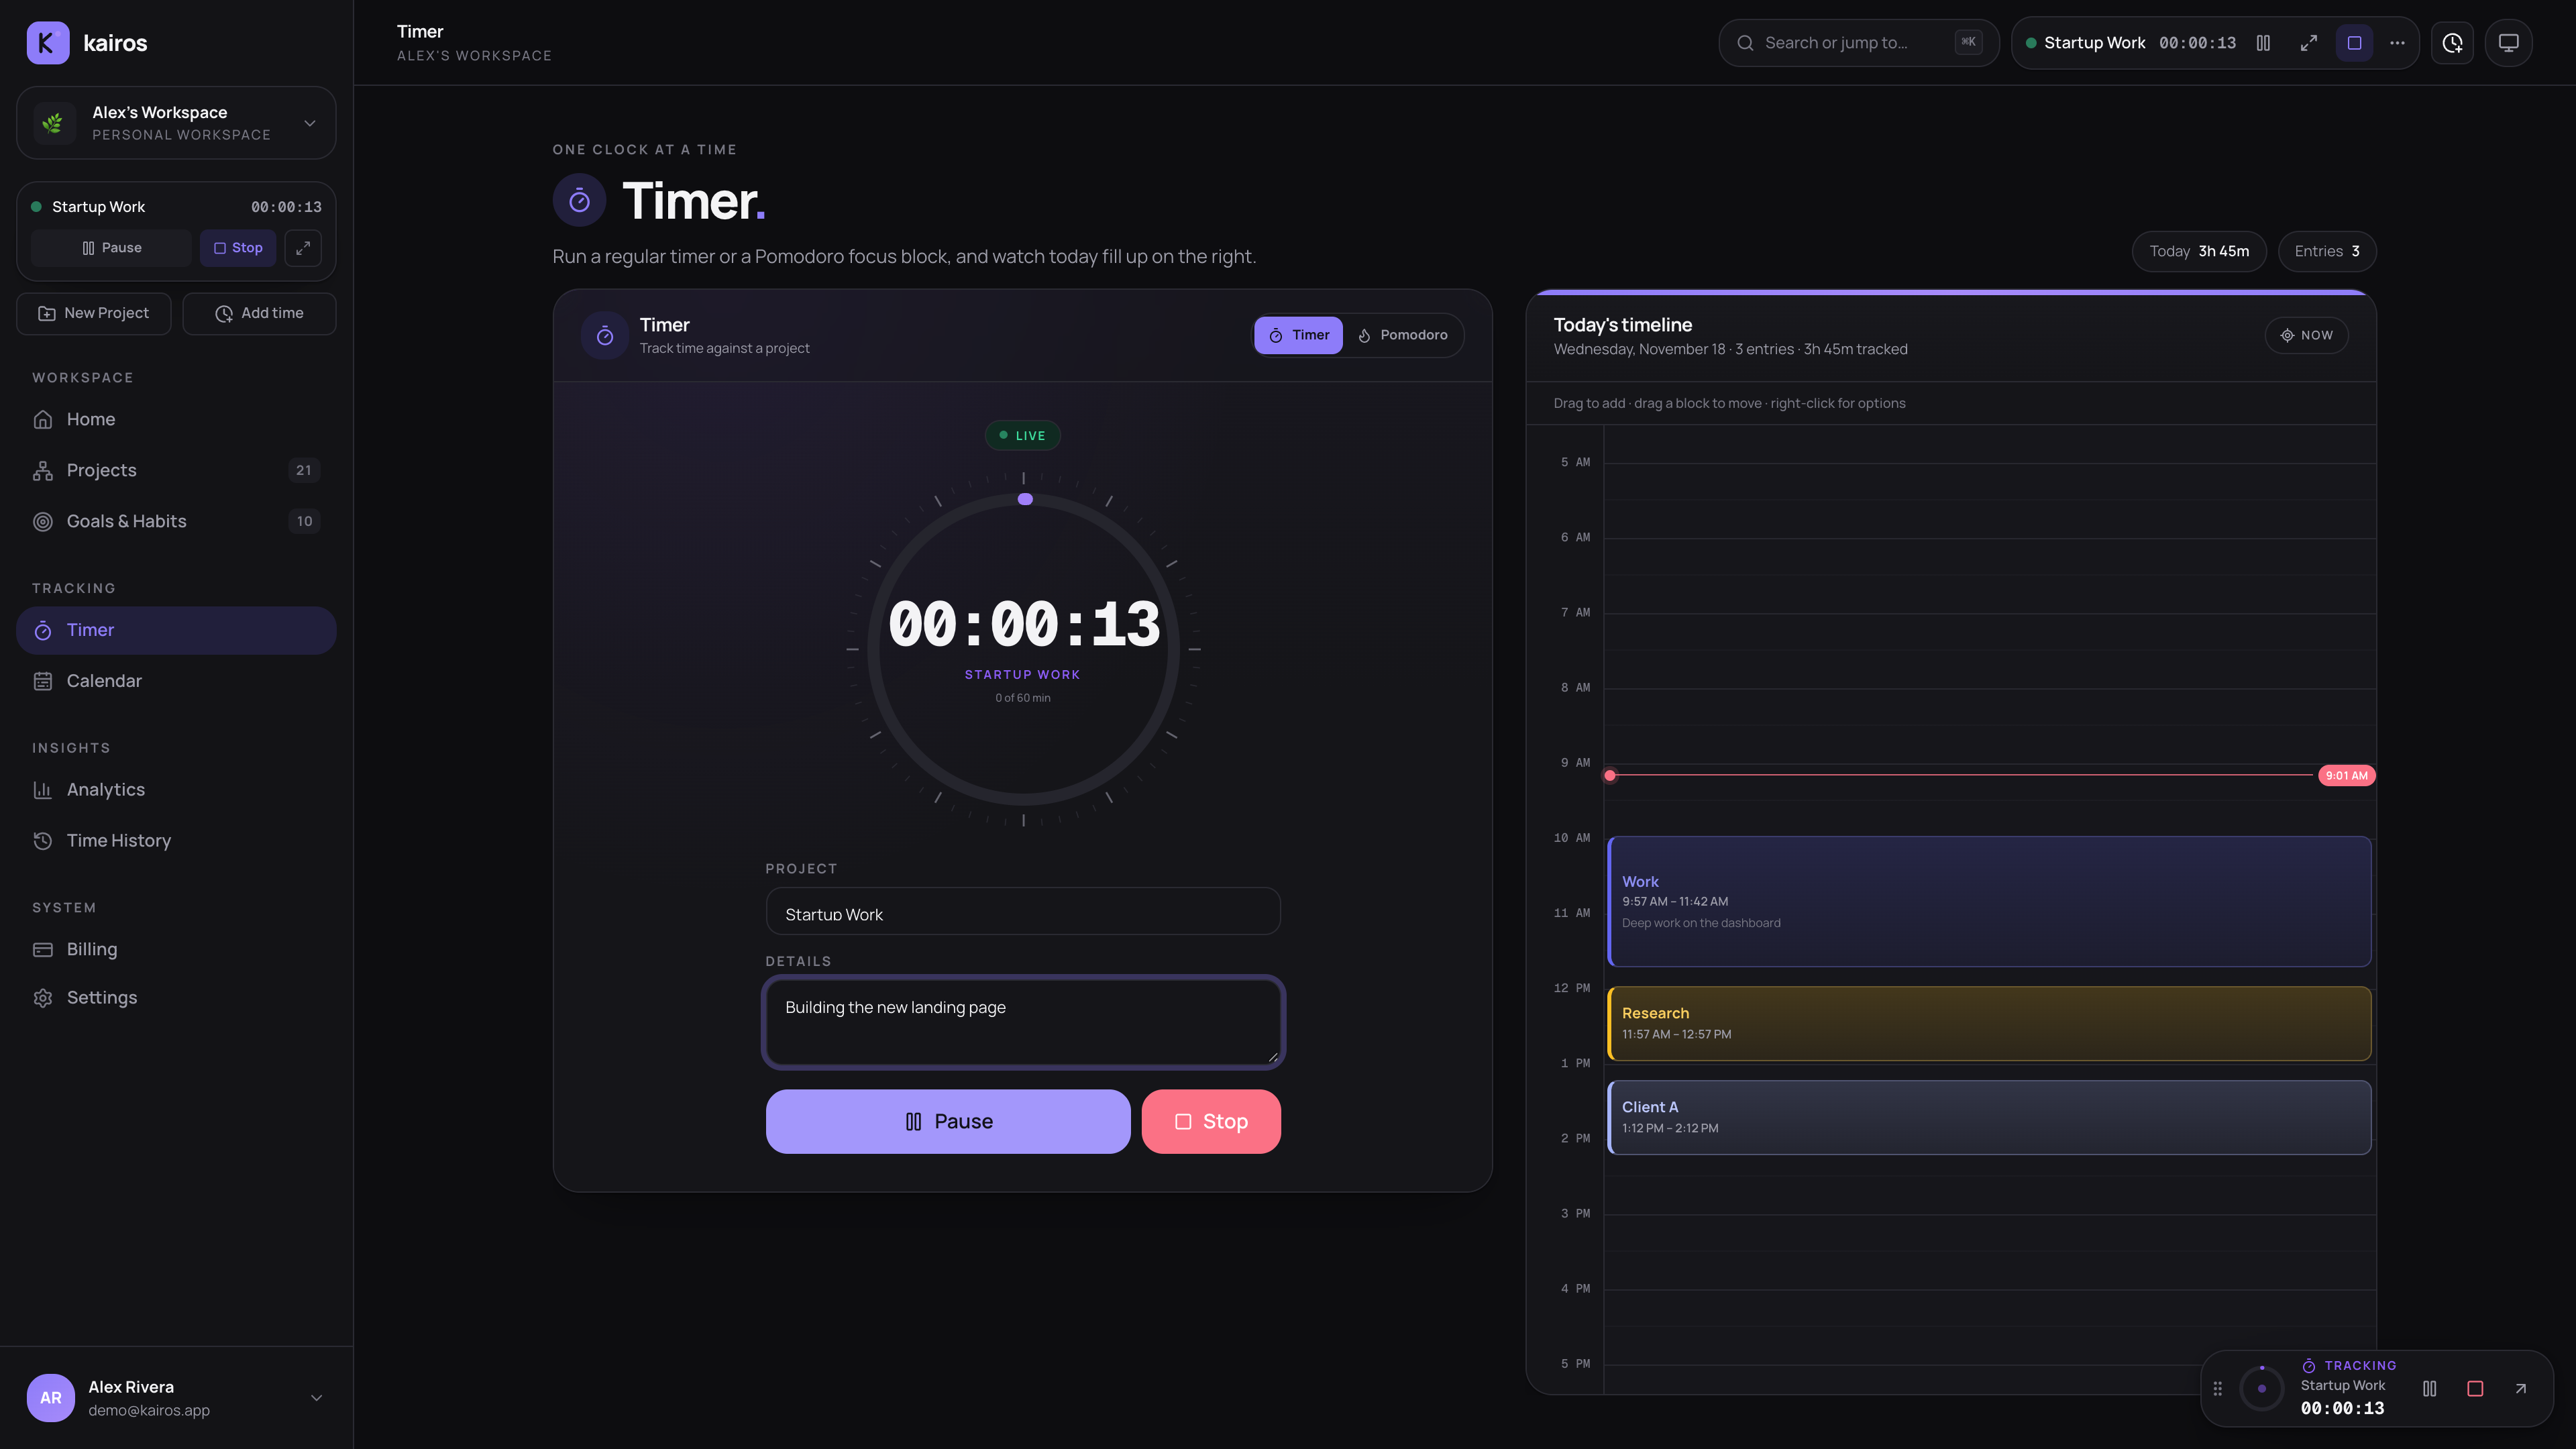 kairos
Alex's Workspace
PERSONAL WORKSPACE
Startup Work 00:00:13
Pause Stop
New Project Add time
WORKSPACE
Home
Projects 21
Goals & Habits 10
TRACKING
Timer
Calendar
INSIGHTS
Analytics
Time History
SYSTEM
Billing
Settings
AR
Alex Rivera
demo@kairos.app
Timer
ALEX'S WORKSPACE
Search or jump to... ⌘K
Startup Work 00:00:13
ONE CLOCK AT A TIME
Timer.
Run a regular timer or a Pomodoro focus block, and watch today fill up on the right.
Today 3h 45m
Entries 3
Timer
Track time against a project
Timer Pomodoro
LIVE
00:00:13
STARTUP WORK
0 of 60 min
PROJECT
Startup Work
DETAILS
Building the new landing page
Pause Stop
Today's timeline
Wednesday, November 18 · 3 entries · 3h 45m tracked
NOW
Drag to add · drag a block to move · right-click for options
5 AM
6 AM
7 AM
8 AM
9 AM
9:01 AM
10 AM
Work
9:57 AM – 11:42 AM
11 AM
Deep work on the dashboard
12 PM
Research
11:57 AM – 12:57 PM
1 PM
Client A
1:12 PM – 2:12 PM
2 PM
3 PM
4 PM
5 PM
TRACKING
Startup Work
00:00:13